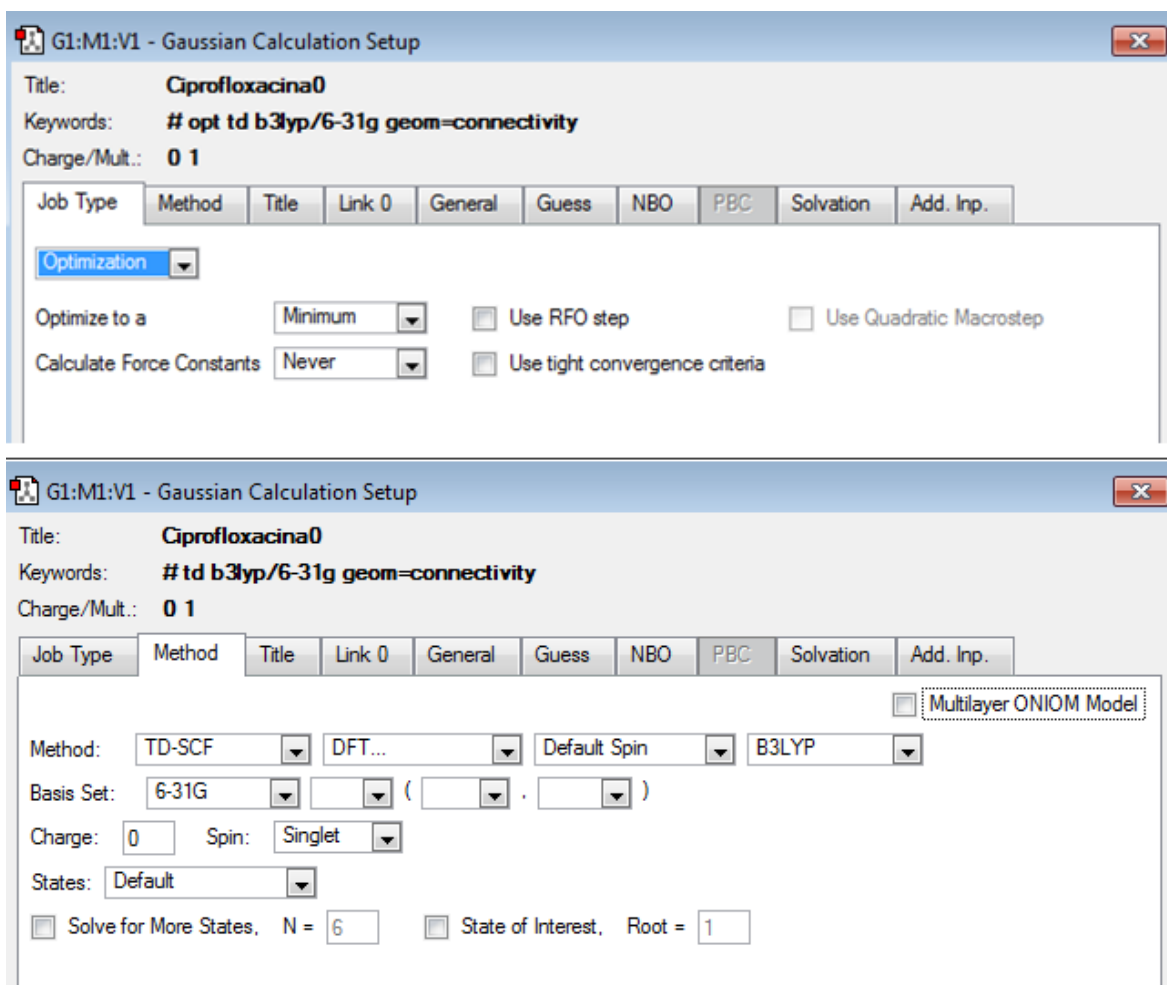 G1:M1:V1 - Gaussian Calculation Setup
Title: Ciprofloxacina0
Keywords: # opt td b3lyp/6-31g geom=connectivity
Charge/Mult.: 0 1
Job Type Method Title Link 0 General Guess NBO PBC Solvation Add. Inp.
Optimization
Optimize to a Minimum Use RFO step Use Quadratic Macrostep
Calculate Force Constants Never Use tight convergence criteria
G1:M1:V1 - Gaussian Calculation Setup
Title: Ciprofloxacina0
Keywords: # td b3lyp/6-31g geom=connectivity
Charge/Mult.: 0 1
Job Type Method Title Link 0 General Guess NBO PBC Solvation Add. Inp.
Multilayer ONIOM Model
Method: TD-SCF DFT... Default Spin B3LYP
Basis Set: 6-31G ( , )
Charge: 0 Spin: Singlet
States: Default
Solve for More States, N = 6 State of Interest, Root = 1